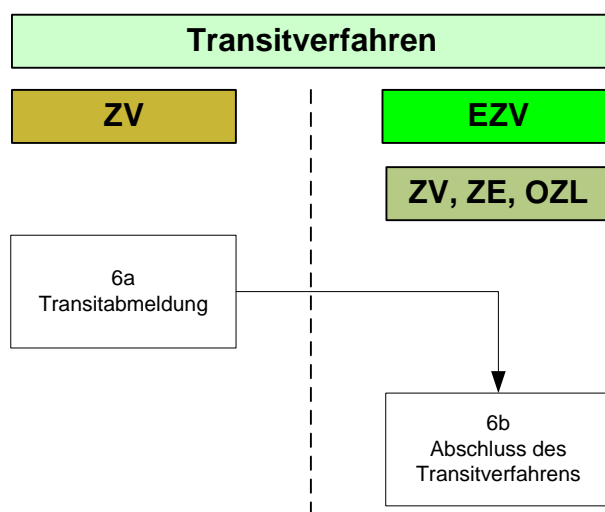 Transitverfahren
ZV
EZV
ZV, ZE, OZL
6a
Transitabmeldung
6b
Abschluss des
Transitverfahrens